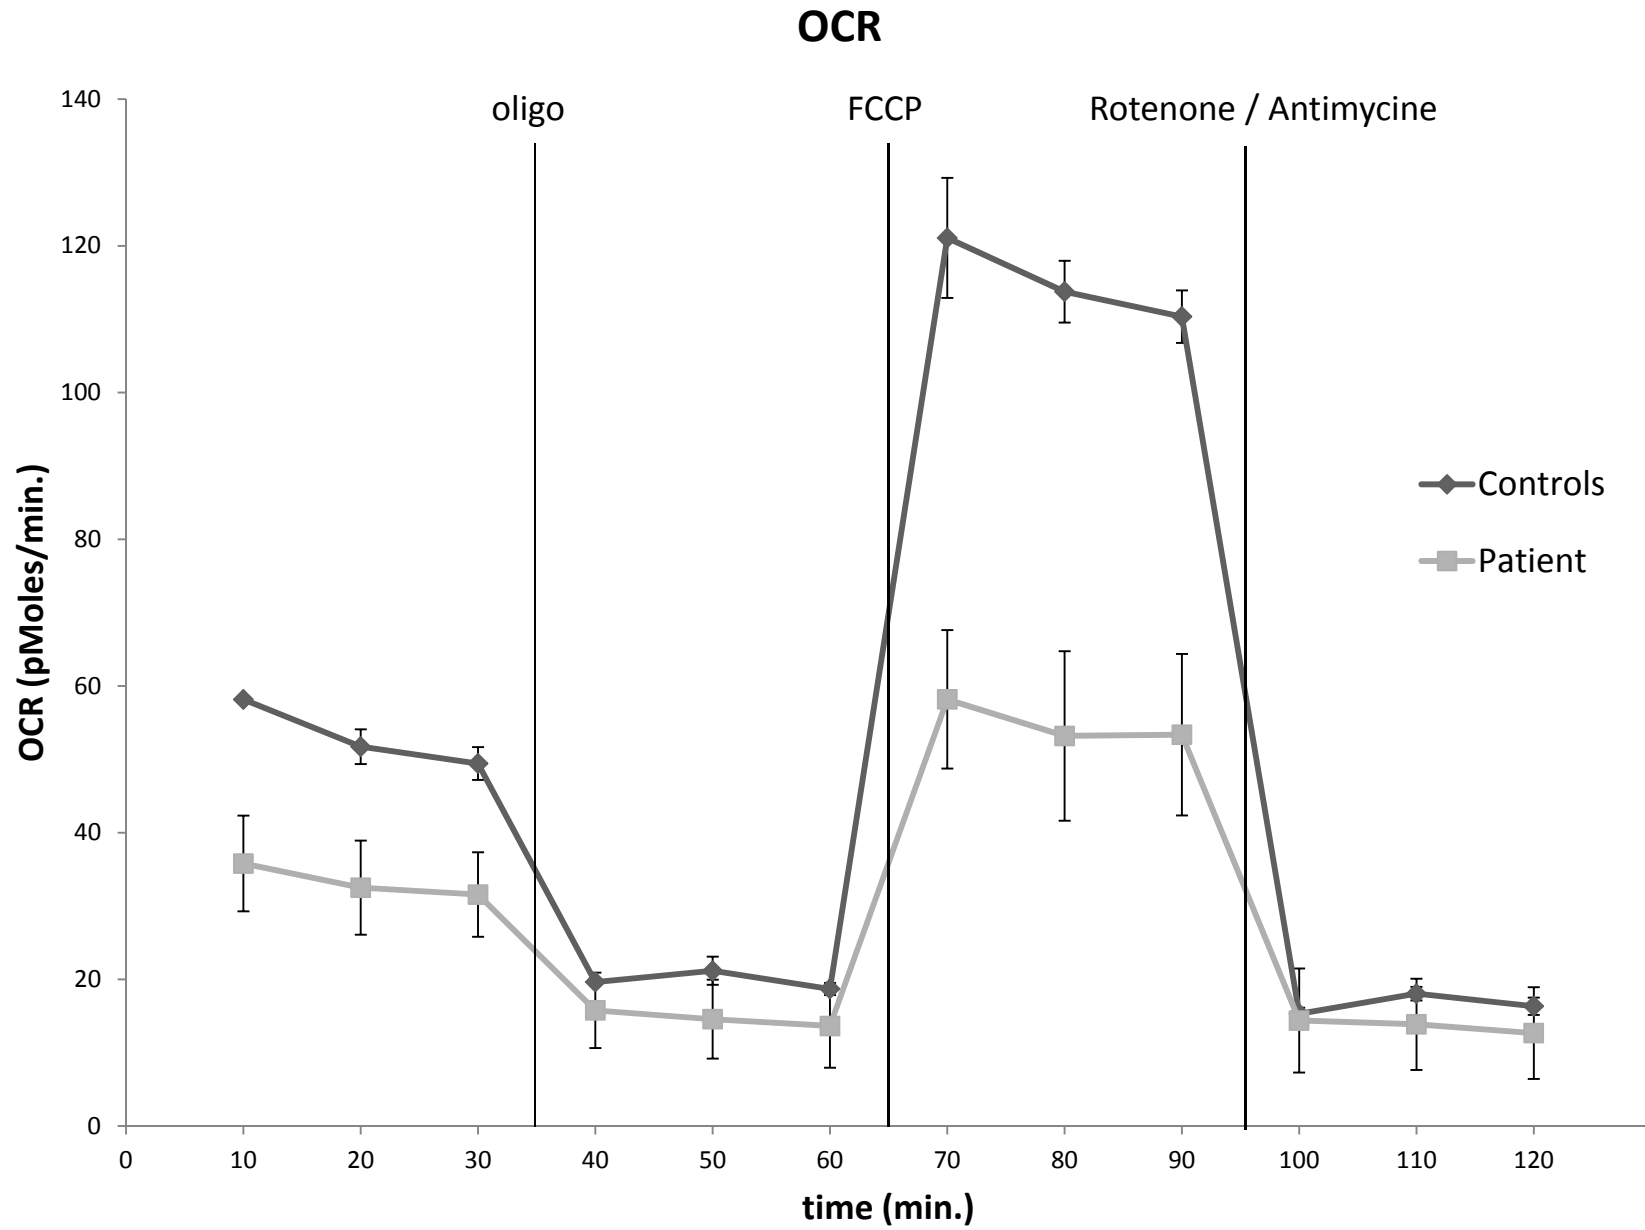 OCR
oligo
FCCP
Rotenone / Antimycine
140
120
100
80
60
40
20
0
OCR (pMoles/min.)
Controls
Patient
0 10 20 30 40 50 60 70 80 90 100 110 120
time (min.)